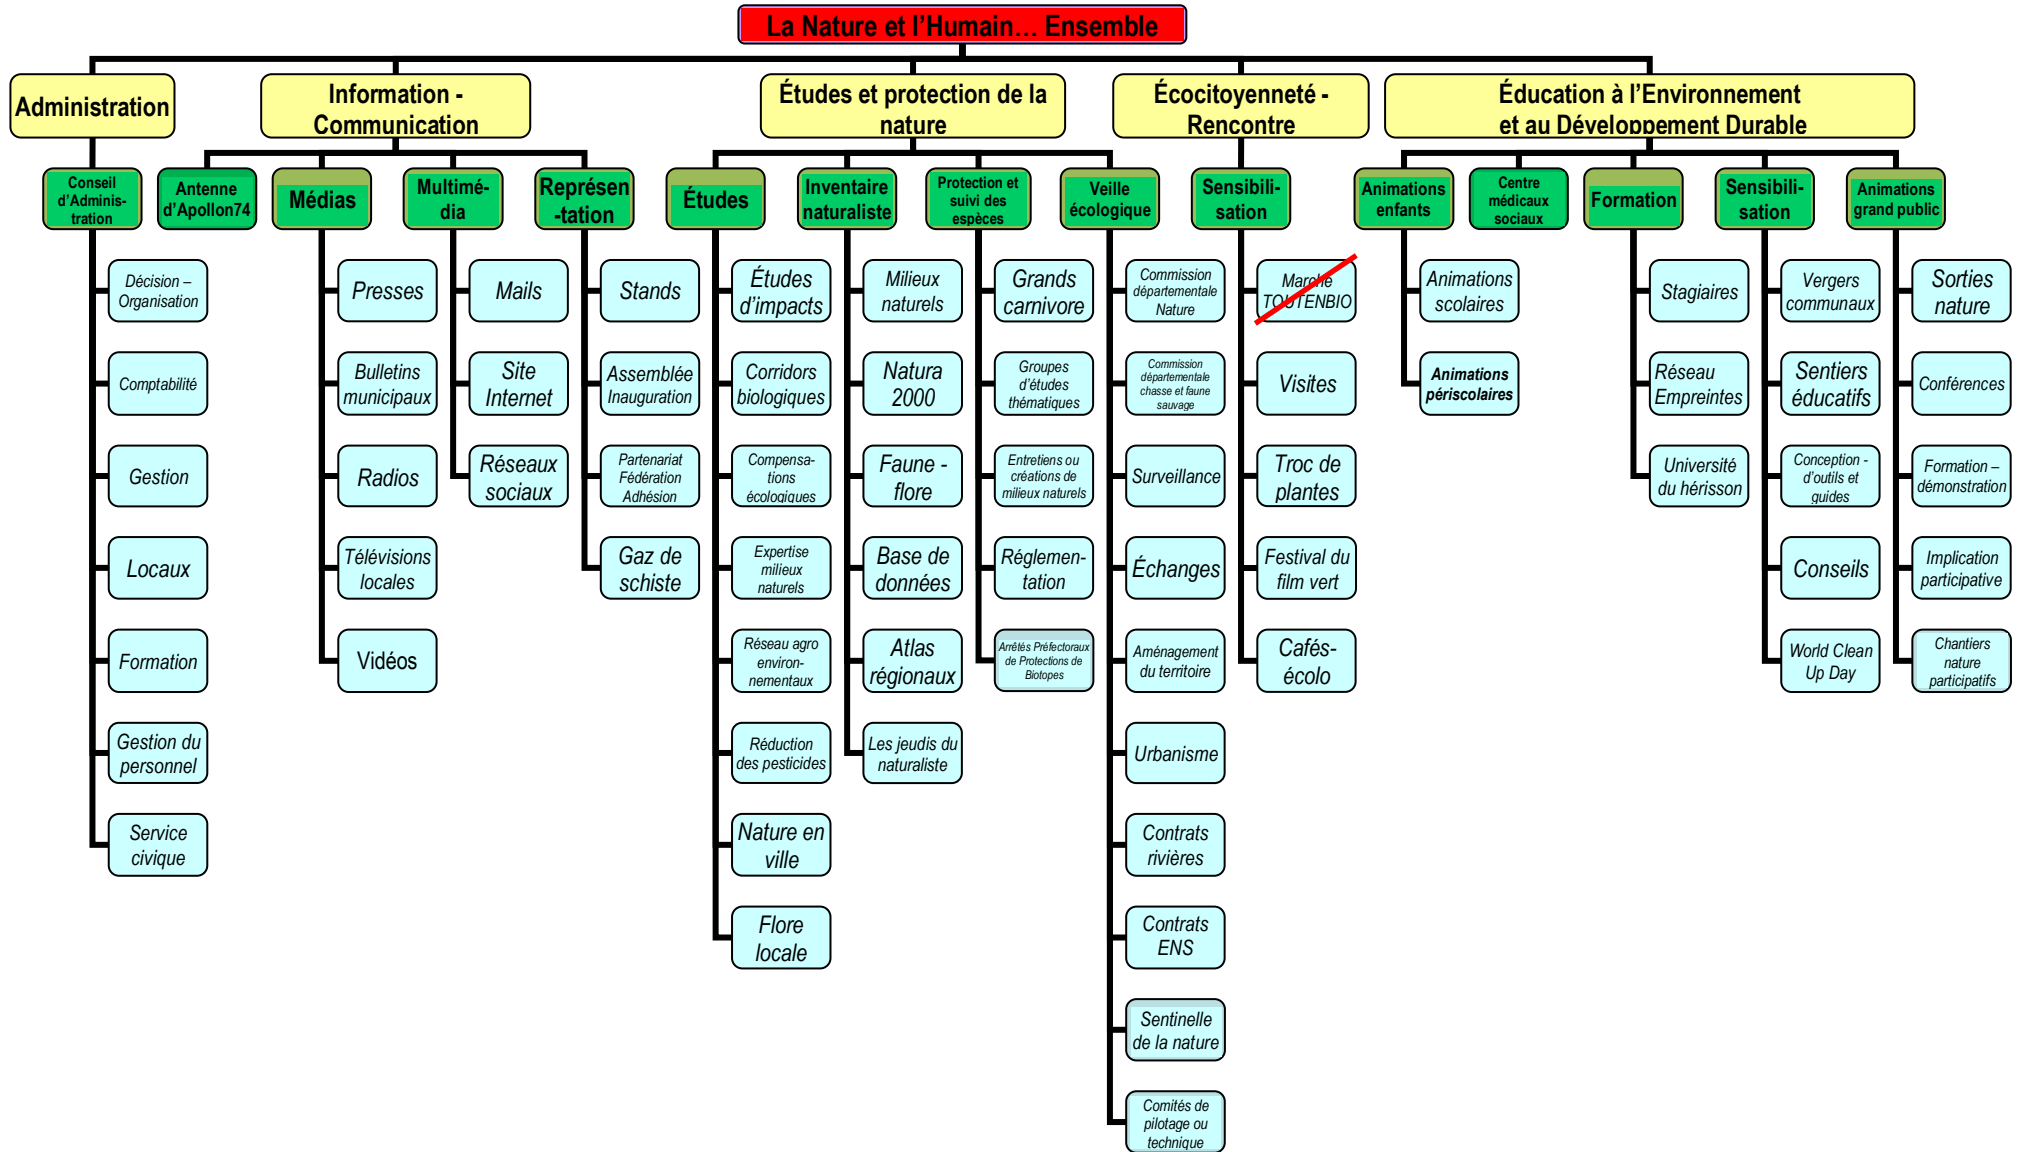 La Nature et l'Humain… Ensemble
Administration
Information -
Communication
Études et protection de la
nature
Écocitoyenneté -
Rencontre
Éducation à l'Environnement
et au Développement Durable
Conseil
d'Adminis-
tration
Antenne
d'Apollon74
Médias
Multimé-
dia
Représen
-tation
Études
Inventaire
naturaliste
Protection et
suivi des
espèces
Veille
écologique
Sensibili-
sation
Animations
enfants
Centre
médicaux
sociaux
Formation
Sensibili-
sation
Animations
grand public
Décision –
Organisation
Comptabilité
Gestion
Locaux
Formation
Gestion du
personnel
Service
civique
Presses
Bulletins
municipaux
Radios
Télévisions
locales
Vidéos
Mails
Site
Internet
Réseaux
sociaux
Stands
Assemblée
Inauguration
Partenariat
Fédération
Adhésion
Gaz de
schiste
Études
d'impacts
Corridors
biologiques
Compensa-
tions
écologiques
Expertise
milieux
naturels
Réseau agro
environ-
nementaux
Réduction
des pesticides
Nature en
ville
Flore
locale
Milieux
naturels
Natura
2000
Faune -
flore
Base de
données
Atlas
régionaux
Les jeudis du
naturaliste
Grands
carnivore
Groupes
d'études
thématiques
Entretiens ou
créations de
milieux naturels
Réglemen-
tation
Arrêtés Préfectoraux
de Protections de
Biotopes
Commission
départementale
Nature
Commission
départementale
chasse et faune
sauvage
Surveillance
Échanges
Aménagement
du territoire
Urbanisme
Contrats
rivières
Contrats
ENS
Sentinelle
de la nature
Comités de
pilotage ou
technique
Marché
TOUTENBIO
Visites
Troc de
plantes
Festival du
film vert
Cafés-
écolo
Animations
scolaires
Animations
périscolaires
Stagiaires
Réseau
Empreintes
Université
du hérisson
Vergers
communaux
Sentiers
éducatifs
Conception -
d'outils et
guides
Conseils
World Clean
Up Day
Sorties
nature
Conférences
Formation –
démonstration
Implication
participative
Chantiers
nature
participatifs